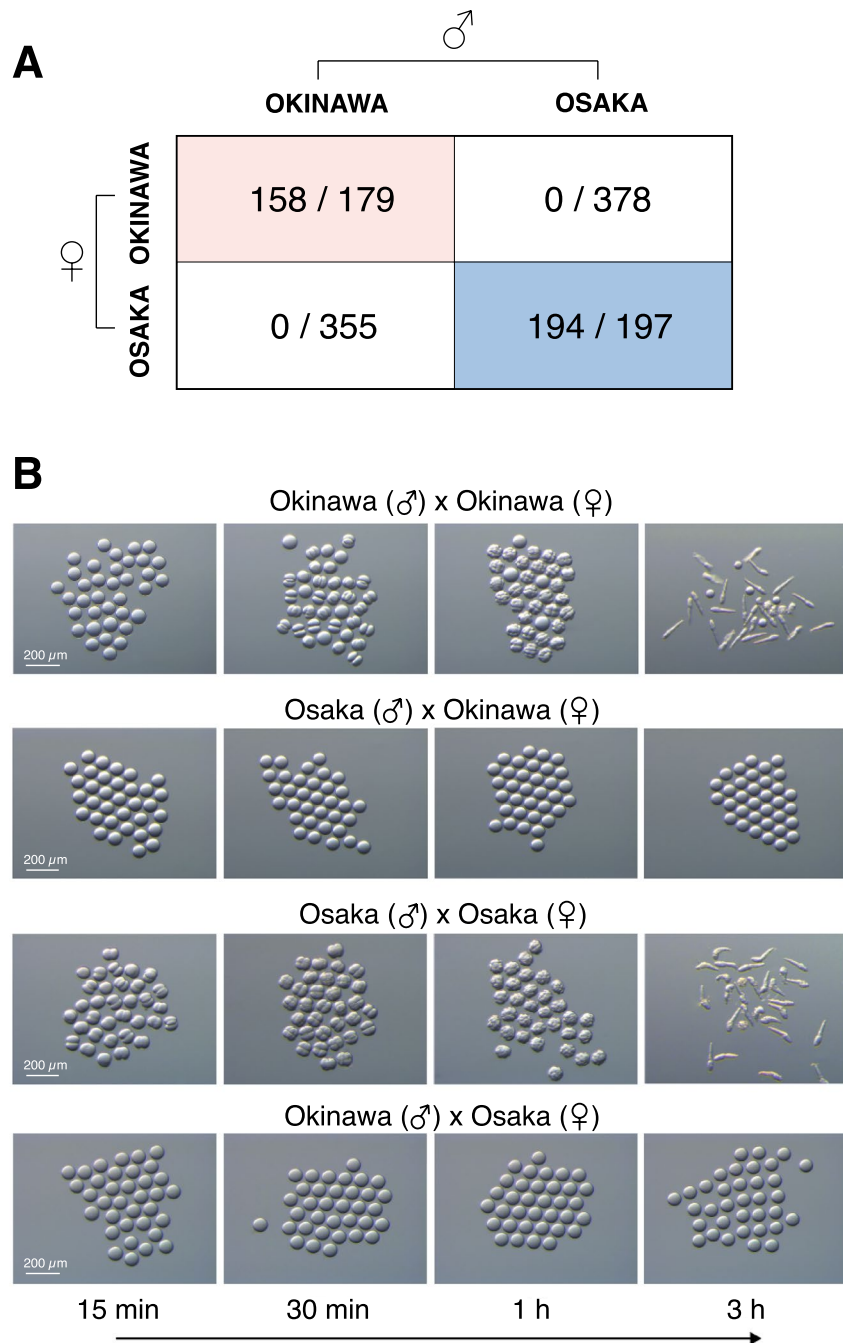 A
♂
OKINAWA OSAKA
♀
OKINAWA
158 / 179 0 / 378
OSAKA
0 / 355 194 / 197
B
Okinawa (♂) x Okinawa (♀)
200 µm
Osaka (♂) x Okinawa (♀)
200 µm
Osaka (♂) x Osaka (♀)
200 µm
Okinawa (♂) x Osaka (♀)
200 µm
15 min 30 min 1 h 3 h